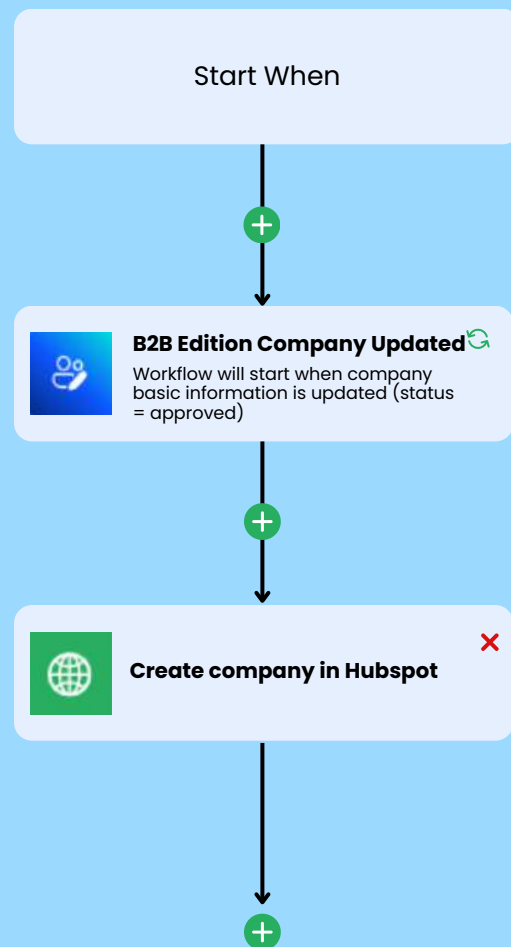 Start When
B2B Edition Company Updated
Workflow will start when company
basic information is updated (status
= approved)
Create company in Hubspot